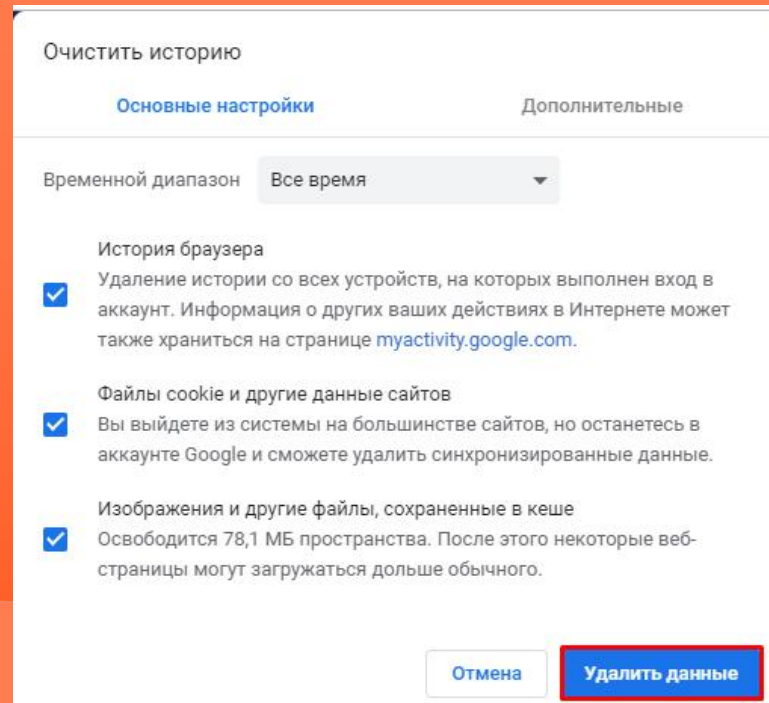 Очистить историю
Основные настройки
Дополнительные
Временной диапазон
Все время
История браузера
Удаление истории со всех устройств, на которых выполнен вход в
аккаунт. Информация о других ваших действиях в Интернете может
также храниться на странице myactivity.google.com.
Файлы cookie и другие данные сайтов
Вы выйдете из системы на большинстве сайтов, но останетесь в
аккаунте Google и сможете удалить синхронизированные данные.
Изображения и другие файлы, сохраненные в кеше
Освободится 78,1 МБ пространства. После этого некоторые веб-
страницы могут загружаться дольше обычного.
Отмена
Удалить данные